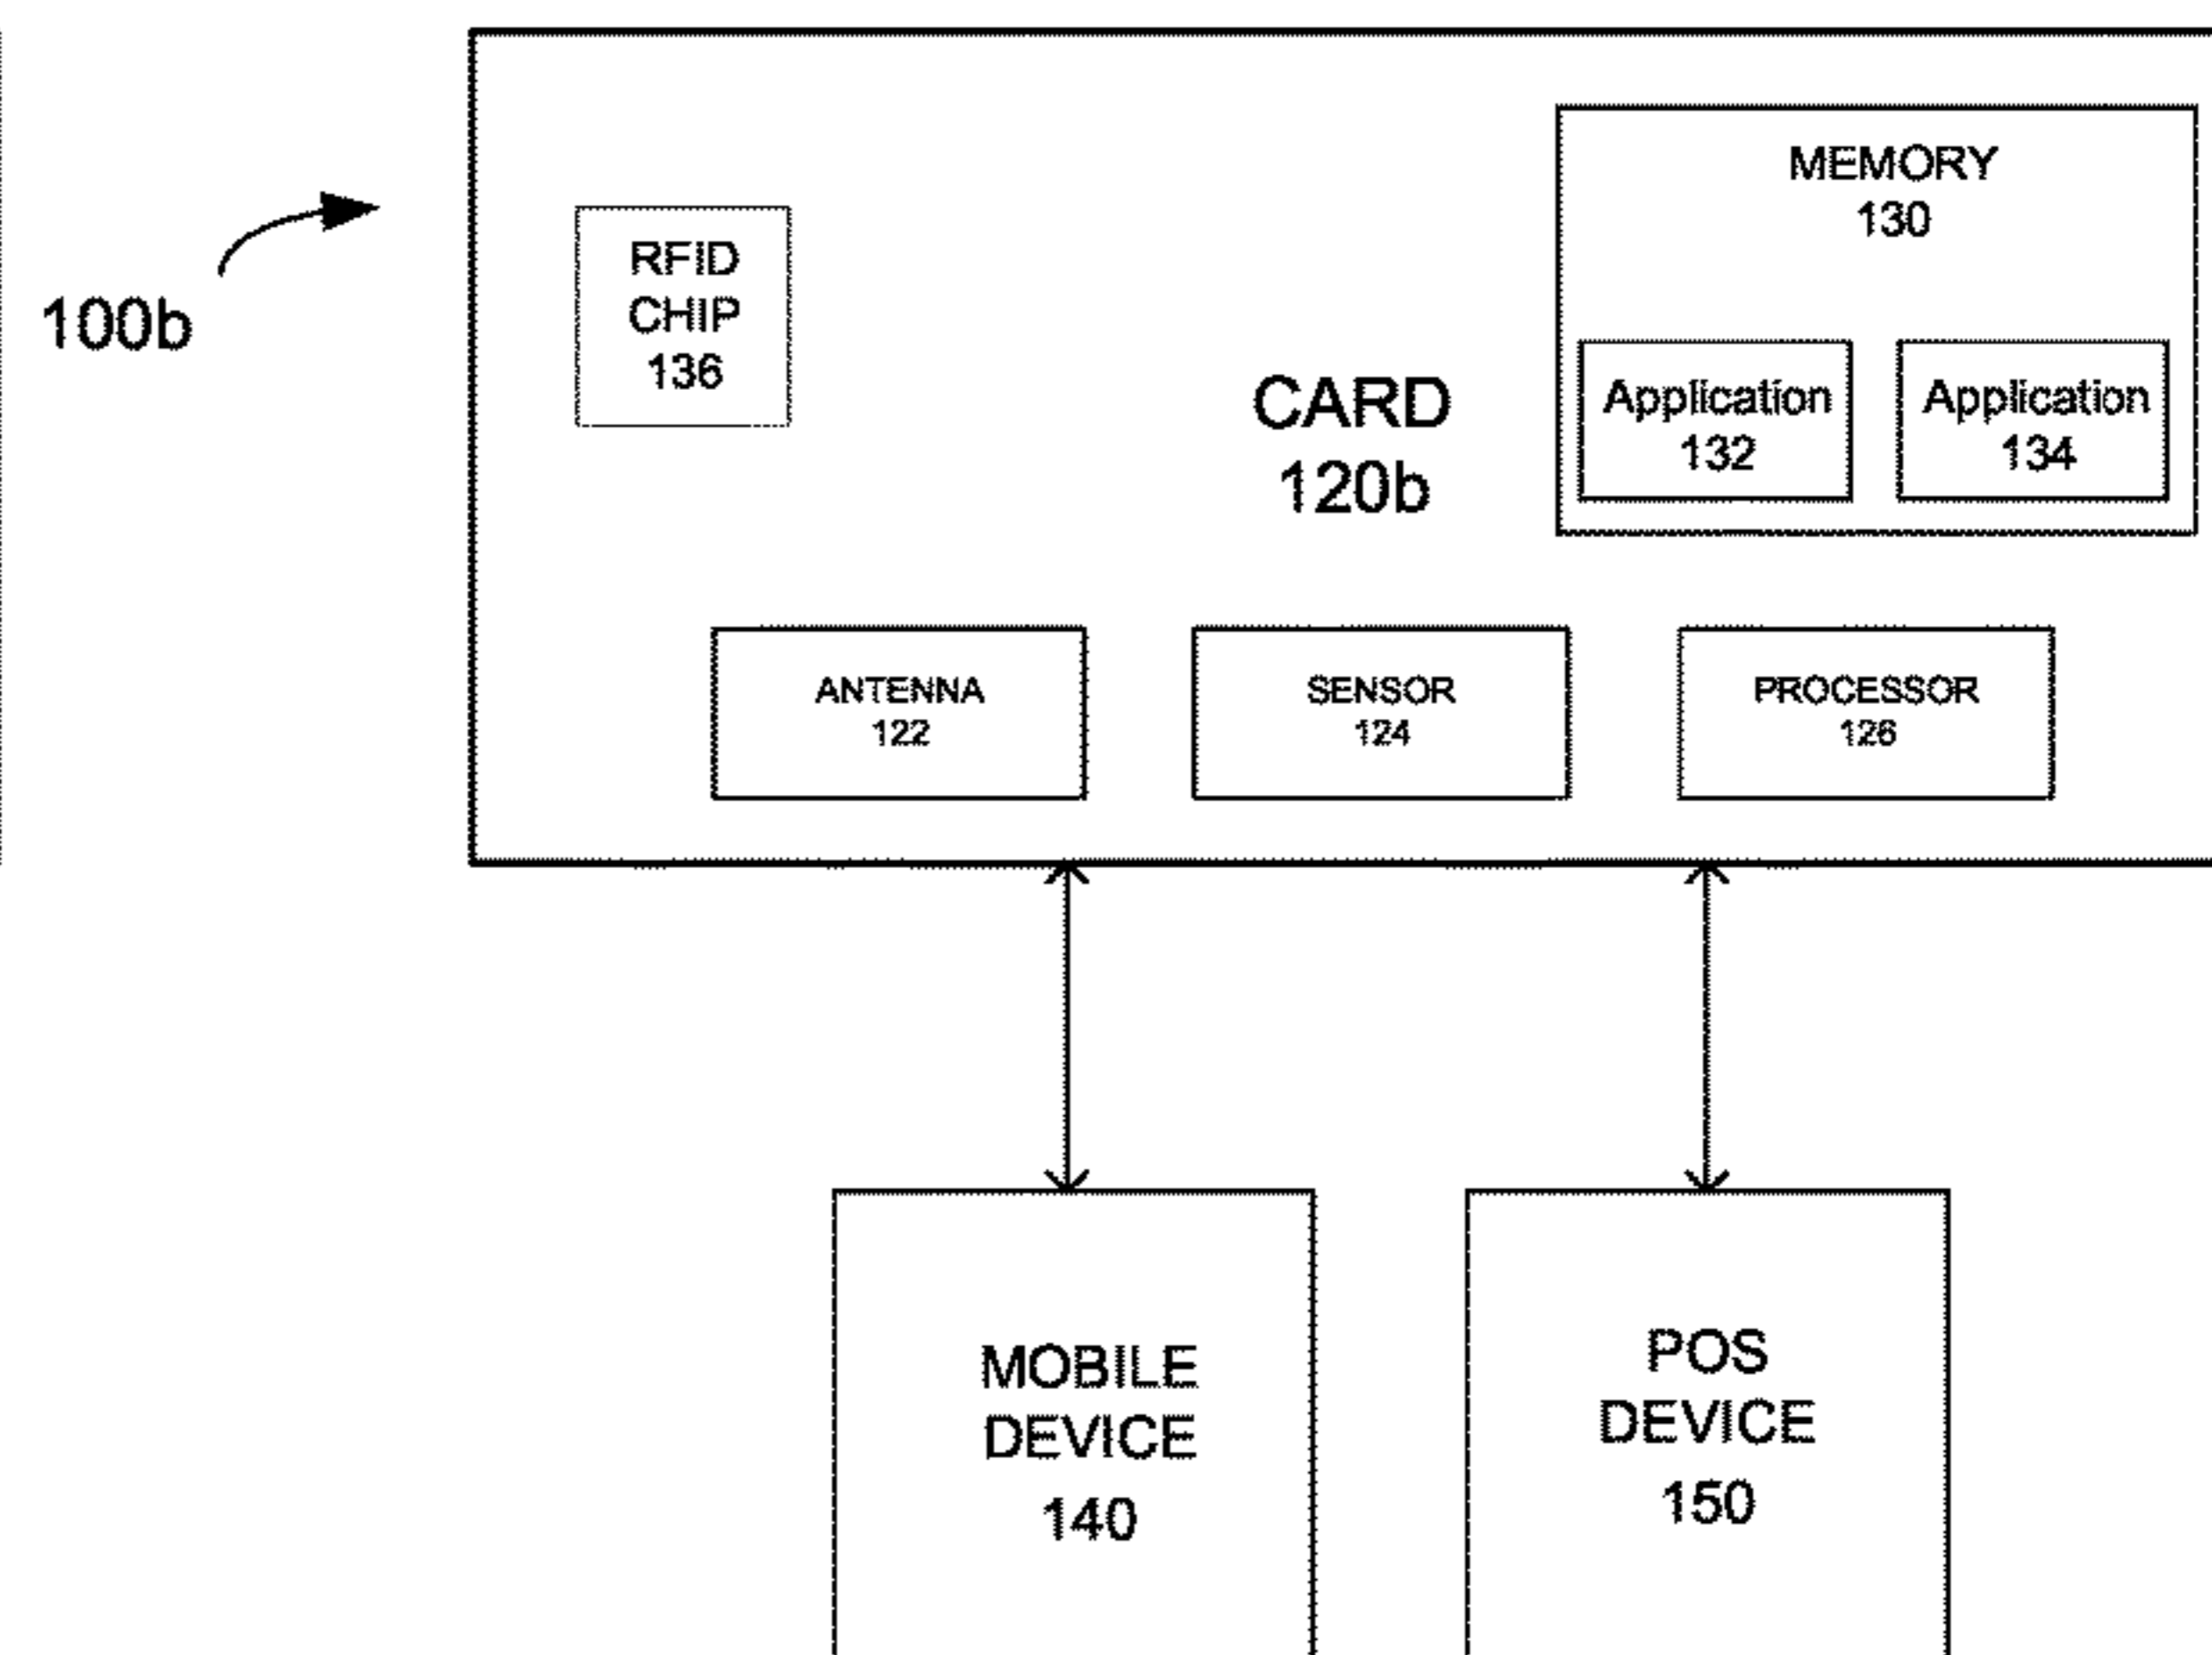 100b
RFID
CHIP
136
CARD
120b
MEMORY
130
Application
132
Application
134
ANTENNA
122
SENSOR
124
PROCESSOR
126
MOBILE
DEVICE
140
POS
DEVICE
150